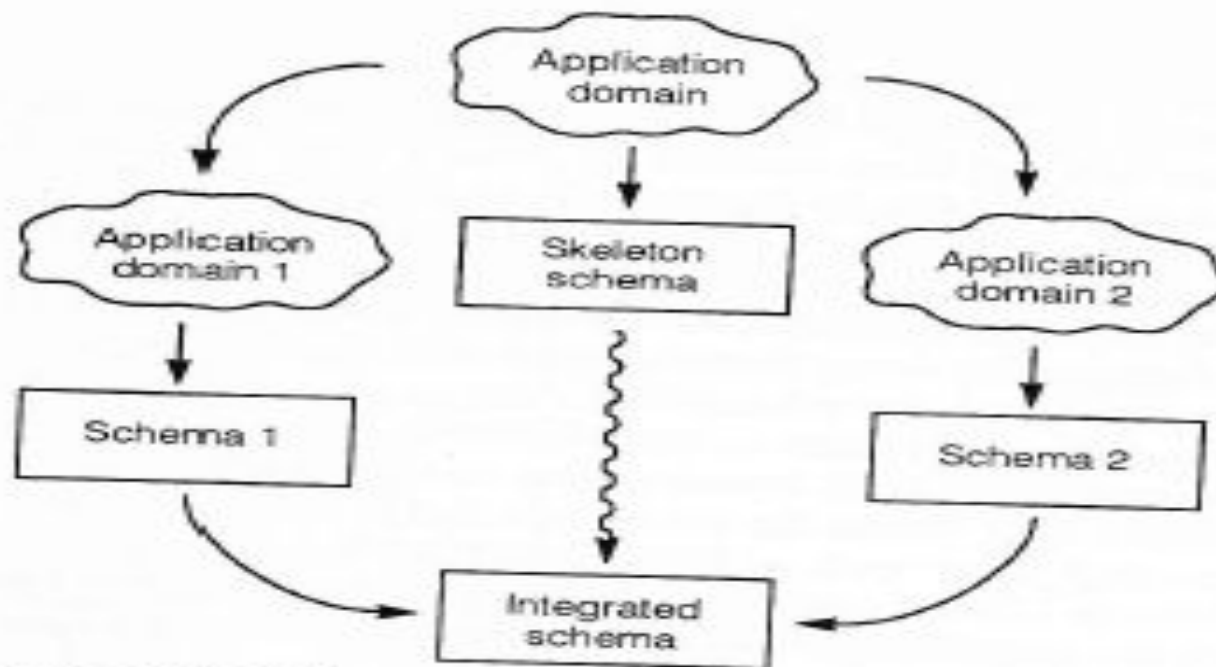 Application
domain
Application
domain 1
Skeleton
schema
Application
domain 2
Schema 1
Schema 2
Integrated
schema